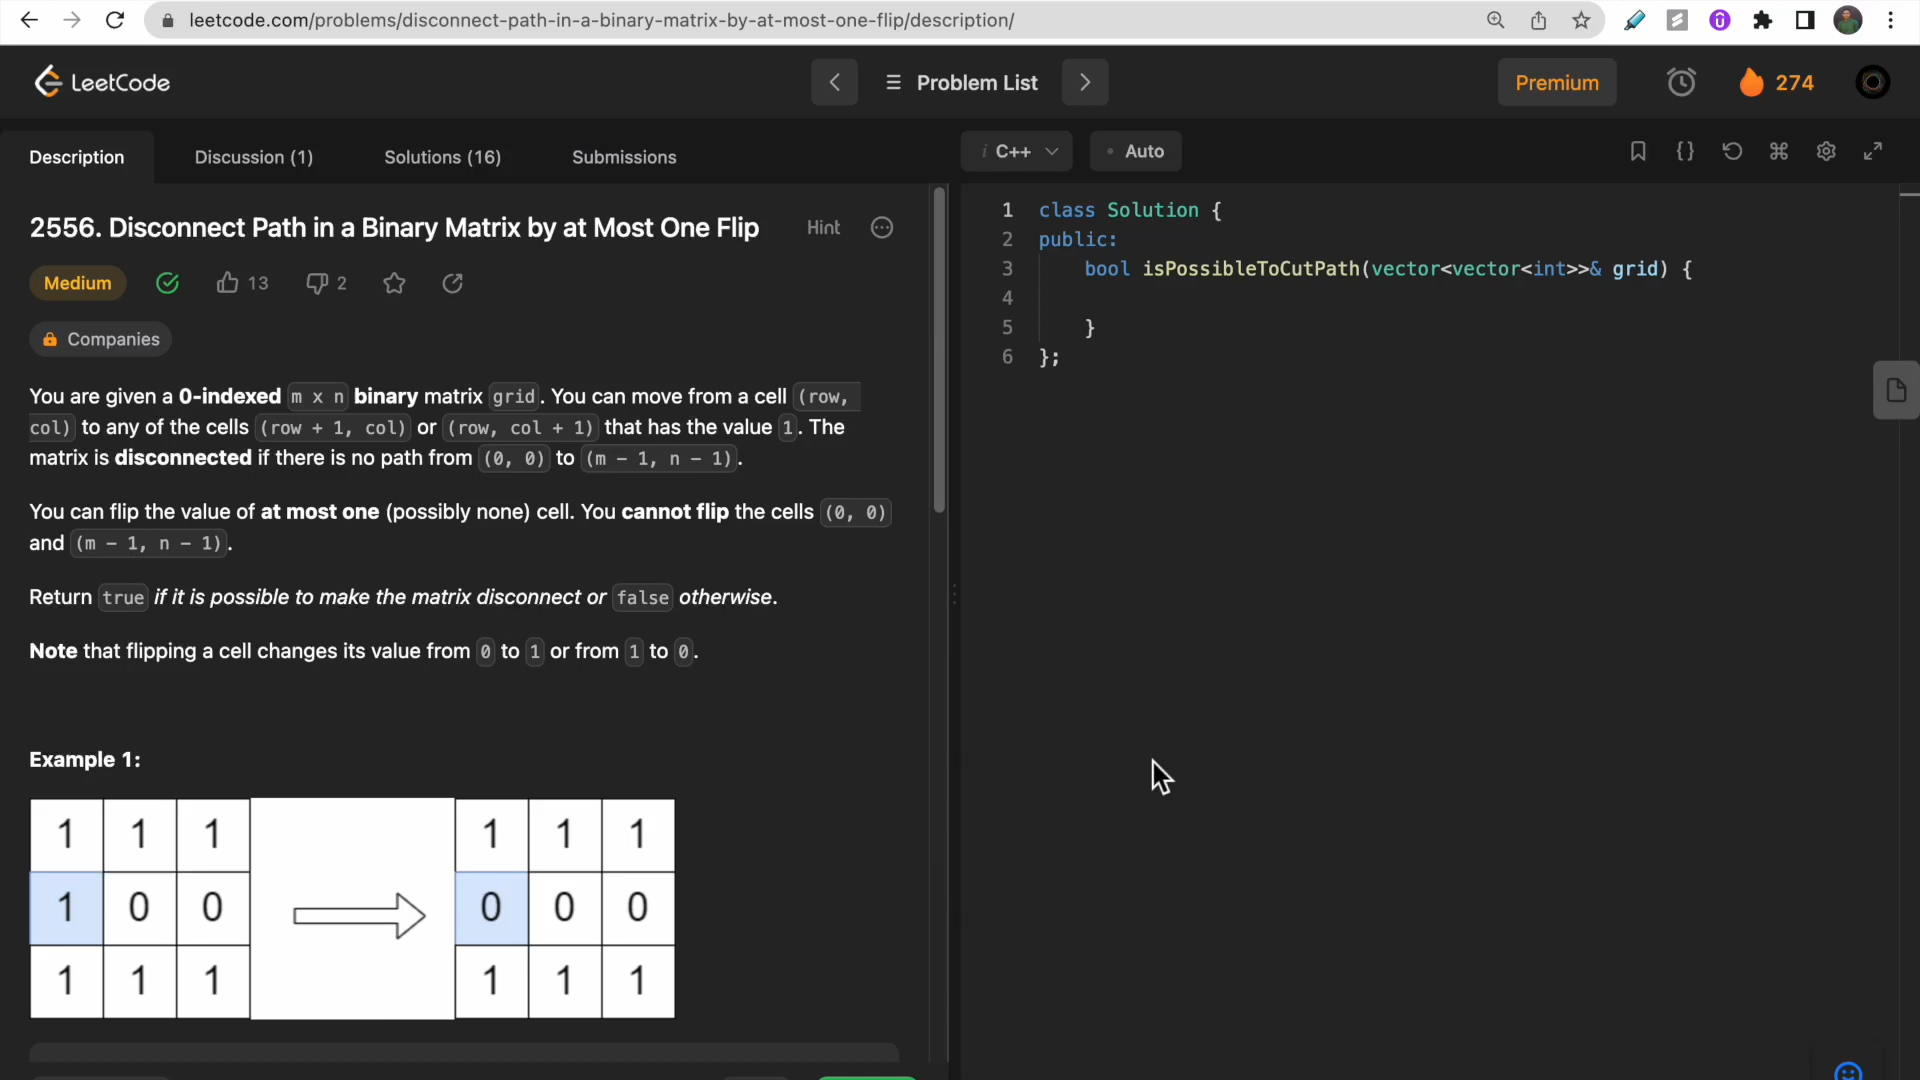 leetcode.com/problems/disconnect-path-in-a-binary-matrix-by-at-most-one-flip/description/
LeetCode
Problem List
Premium
274
Description
Discussion (1)
Solutions (16)
Submissions
i C++
Auto
2556. Disconnect Path in a Binary Matrix by at Most One Flip
Hint
Medium
13
2
Companies
You are given a 0-indexed m x n binary matrix grid. You can move from a cell (row,
col) to any of the cells (row + 1, col) or (row, col + 1) that has the value 1. The
matrix is disconnected if there is no path from (0, 0) to (m - 1, n - 1).
You can flip the value of at most one (possibly none) cell. You cannot flip the cells (0, 0)
and (m - 1, n - 1).
Return true if it is possible to make the matrix disconnect or false otherwise.
Note that flipping a cell changes its value from 0 to 1 or from 1 to 0.
Example 1:
1 1 1 1 1 1
1 0 0 0 0 0
1 1 1 1 1 1
1 class Solution {
2 public:
3 bool isPossibleToCutPath(vector<vector<int>>& grid) {
4
5 }
6 };